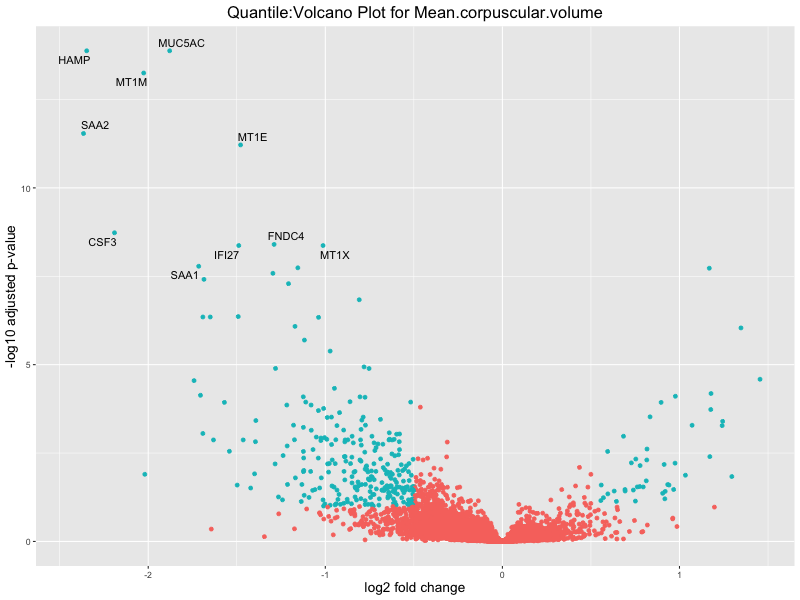 Quantile:Volcano Plot for Mean.corpuscular.volume
MUC5AC
HAMP
MT1M
SAA2
MT1E
10
CSF3
FNDC4
IFI27
MT1X
SAA1
-log10 adjusted p-value
5
0
-2
-1
0
1
log2 fold change